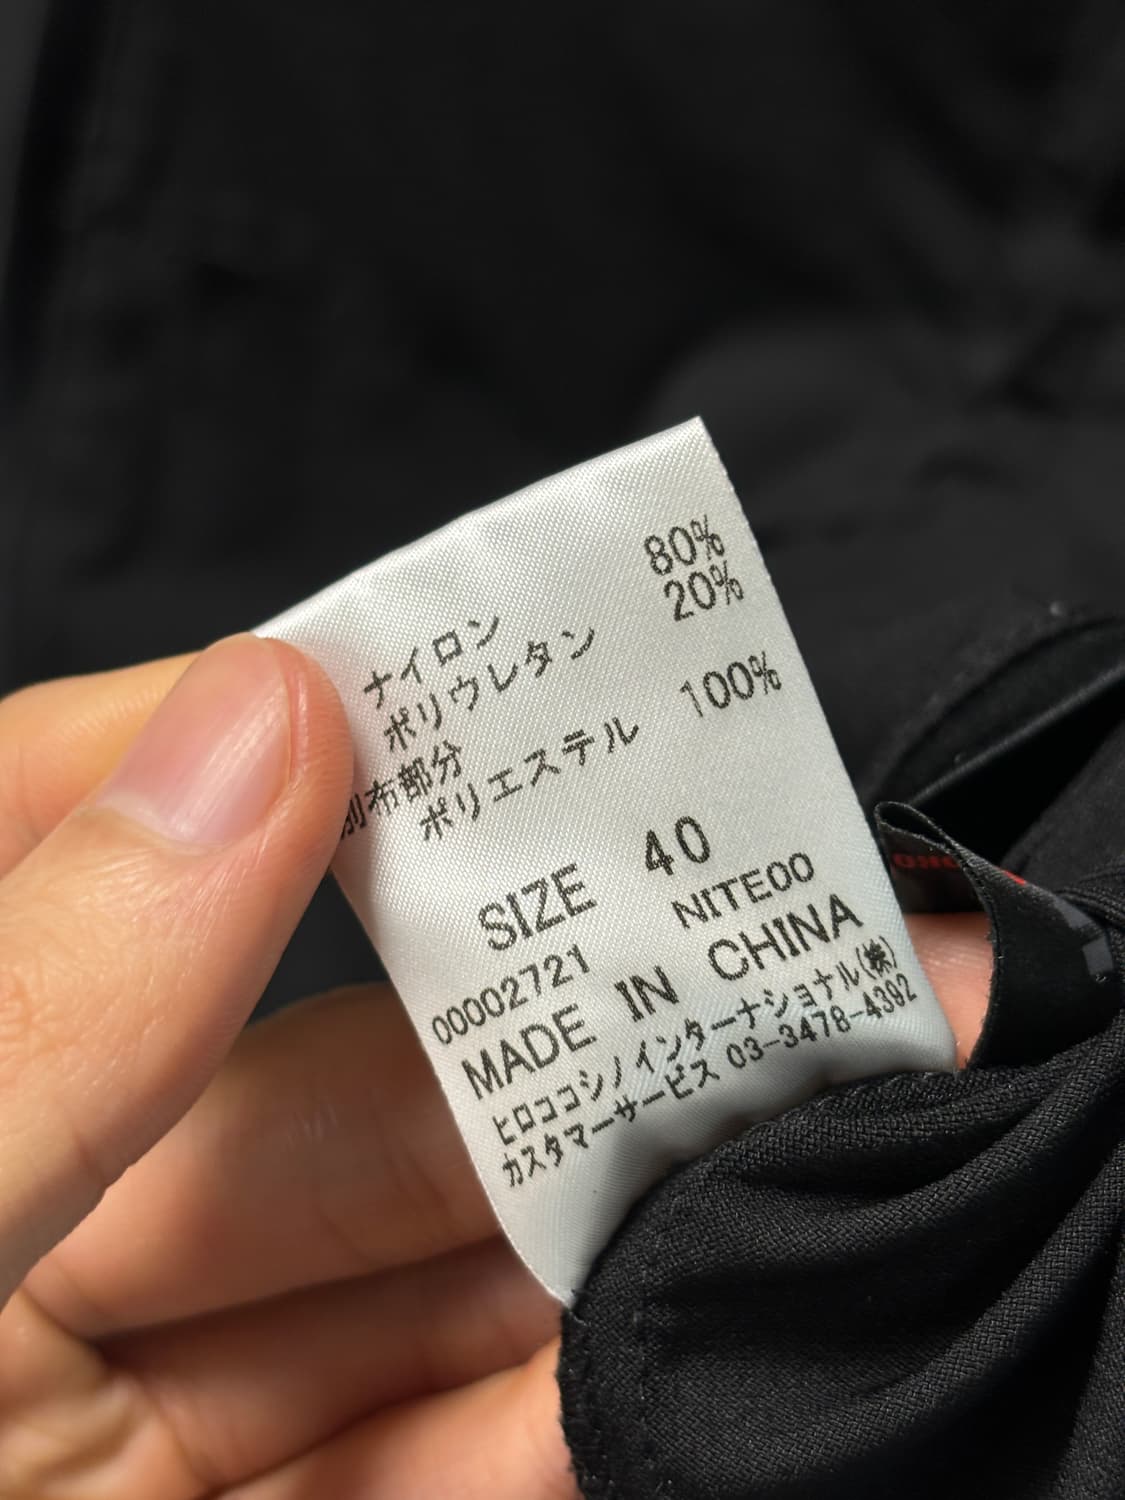 ナイロン 80%
ポリウレタン 20%
別布部分
ポリエステル 100%
SIZE 40
00002721 NITE00
MADE IN CHINA
ヒロココシノインターナショナル(株)
カスタマーサービス 03-3478-4392